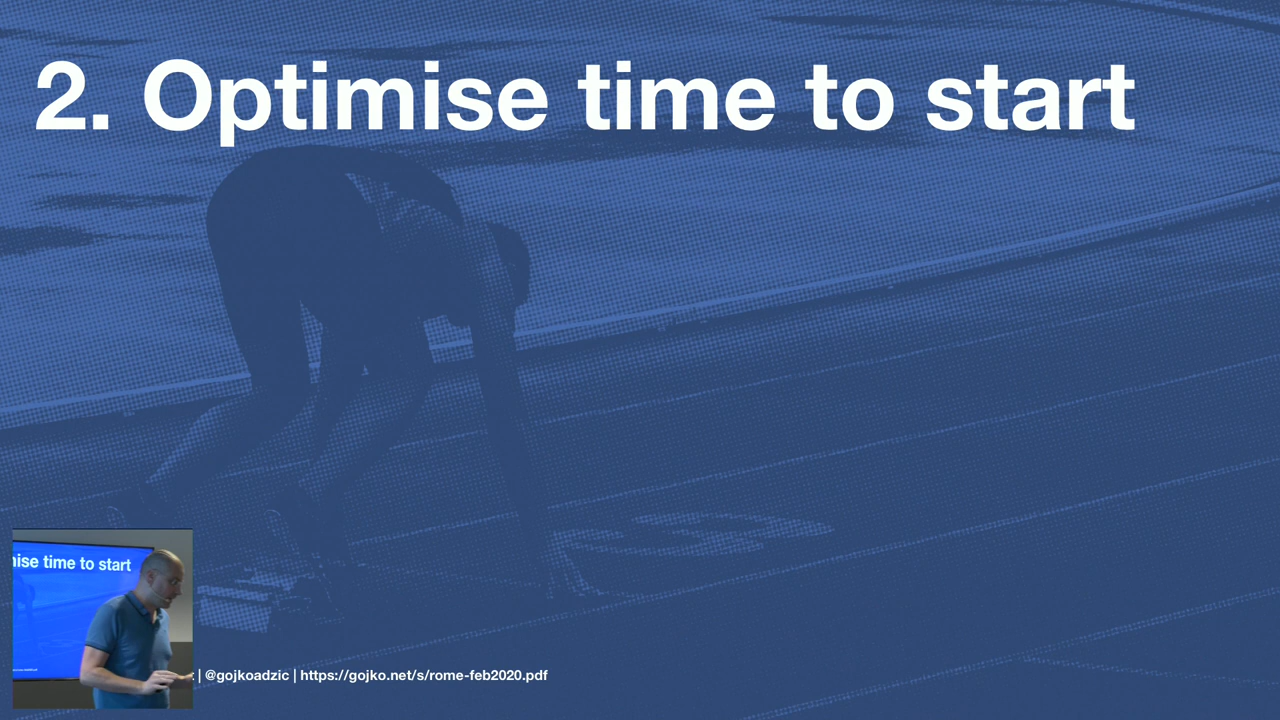 2. Optimise time to start
ise time to start
| @gojkoadzic | https://gojko.net/s/rome-feb2020.pdf